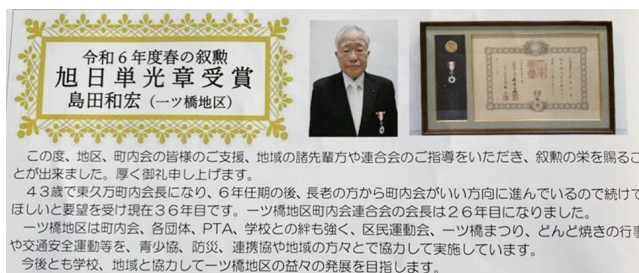 令和6年度春の叙勲
旭日単光章受賞
島田和宏（一ツ橋地区）
この度、地区、町内会の皆様のご支援、地域の諸先輩方や連合会のご指導をいただき、叙勲の栄を賜るこ
とが出来ました。厚く御礼申し上げます。
４３歳で東久万町内会長になり、６年任期の後、長老の方から町内会がいい方向に進んでいるので続けて
ほしいと要望を受け現在３６年目です。一ツ橋地区町内会連合会の会長は２６年目になりました。
一ツ橋地区は町内会、各団体、PTA、学校との絆も強く、区民運動会、一ツ橋まつり、どんど焼きの行事
や交通安全運動等を、青少協、防災、連携協や地域の方々とで協力して実施しています。
今後とも学校、地域と協力して一ツ橋地区の益々の発展を目指します。